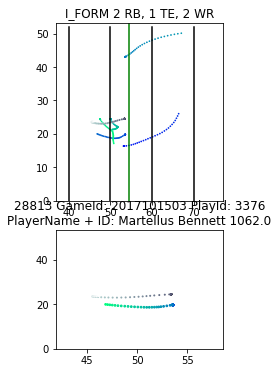 I_FORM 2 RB, 1 TE, 2 WR
50
40
30
20
10
0
40 50 60 70
28813 GameId: 2017101503 PlayId: 3376
PlayerName + ID: Martellus Bennett 1062.0
40
20
0
45 50 55